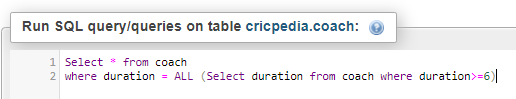 Run SQL query/queries on table cricpedia.coach:
1 Select * from coach
2 where duration = ALL (Select duration from coach where duration>=6)